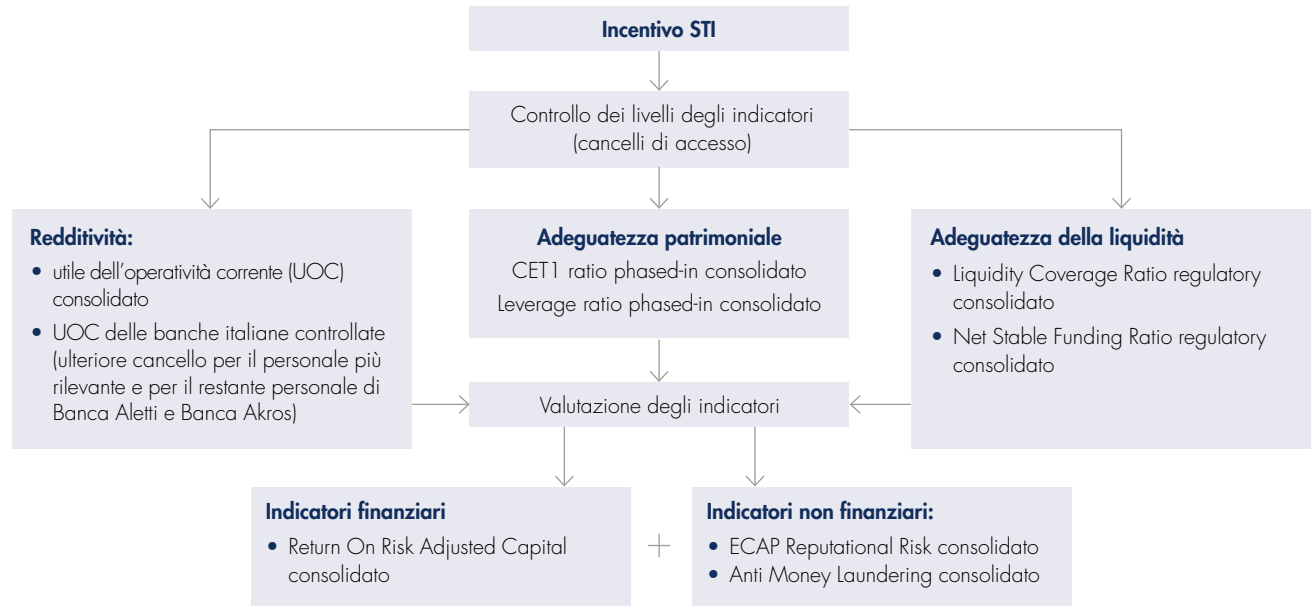 Incentivo STI
Controllo dei livelli degli indicatori
(cancelli di accesso)
Redditività:
• utile dell'operatività corrente (UOC)
consolidato
• UOC delle banche italiane controllate
(ulteriore cancello per il personale più
rilevante e per il restante personale di
Banca Aletti e Banca Akros)
Adeguatezza patrimoniale
CET1 ratio phased-in consolidato
Leverage ratio phased-in consolidato
Adeguatezza della liquidità
• Liquidity Coverage Ratio regulatory
consolidato
• Net Stable Funding Ratio regulatory
consolidato
Valutazione degli indicatori
Indicatori finanziari
• Return On Risk Adjusted Capital
consolidato
+
Indicatori non finanziari:
• ECAP Reputational Risk consolidato
• Anti Money Laundering consolidato